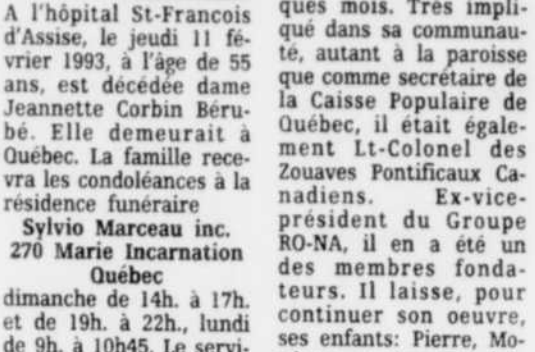 A l'hôpital St-Francois
d'Assise, le jeudi 11 fé-
vrier 1993, à l'âge de 55
ans, est décédée dame
Jeannette Corbin Béru-
bé. Elle demeurait à
Québec. La famille rece-
vra les condoléances à la
résidence funéraire
Sylvio Marceau inc.
270 Marie Incarnation
Québec
dimanche de 14h. à 17h.
et de 19h. à 22h., lundi
de 9h. à 10h45. Le servi-
ques mois. Très impli-
qué dans sa communau-
té, autant à la paroisse
que comme secrétaire de
la Caisse Populaire de
Québec, il était égale-
ment Lt-Colonel des
Zouaves Pontificaux Ca-
nadiens. Ex-vice-
président du Groupe
RO-NA, il en a été un
des membres fonda-
teurs. Il laisse, pour
continuer son oeuvre,
ses enfants: Pierre, Mo-